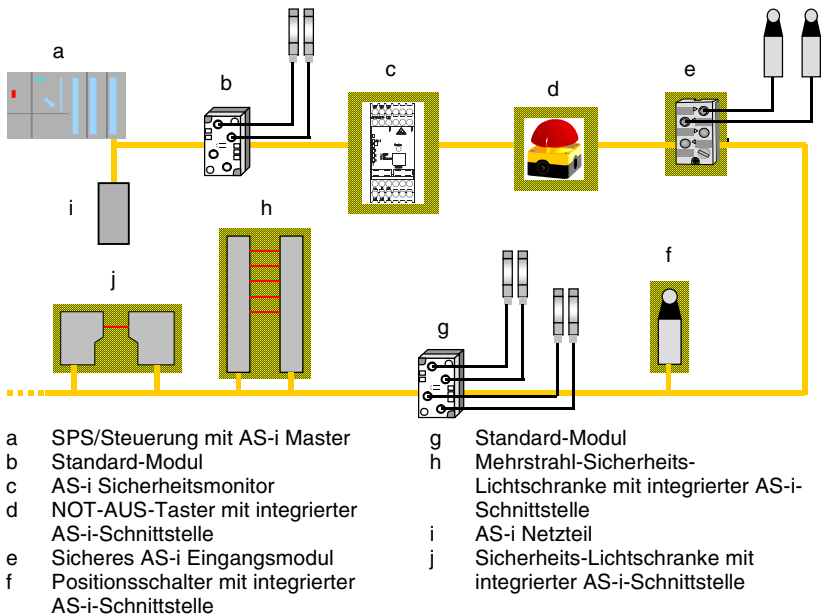 a
b
c
d
e
i
h
j
f
g
a SPS/Steuerung mit AS-i Master
b Standard-Modul
c AS-i Sicherheitsmonitor
d NOT-AUS-Taster mit integrierter
AS-i-Schnittstelle
e Sicheres AS-i Eingangsmodul
f Positionsschalter mit integrierter
AS-i-Schnittstelle
g Standard-Modul
h Mehrstrahl-Sicherheits-
Lichtschranke mit integrierter AS-i-
Schnittstelle
i AS-i Netzteil
j Sicherheits-Lichtschranke mit
integrierter AS-i-Schnittstelle